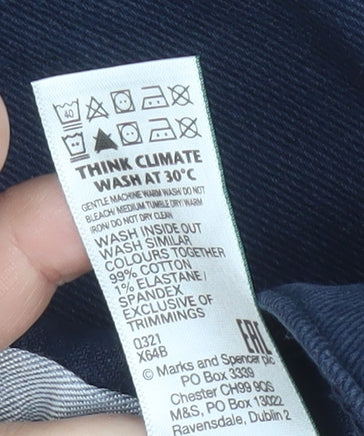 40
THINK CLIMATE
WASH AT 30°C
GENTLE MACHINE WARM WASH/DO NOT
BLEACH/MEDIUM TUMBLE DRY/WARM
IRON/DO NOT DRY CLEAN
WASH INSIDE OUT
WASH SIMILAR
COLOURS TOGETHER
99% COTTON
1% ELASTANE/
SPANDEX
EXCLUSIVE OF
TRIMMINGS
Q321
X64B
EAC
© Marks and Spencer plc
PO Box 3339
Chester CH99 9QS
M&S, PO Box 13022
Ravensdale, Dublin 2